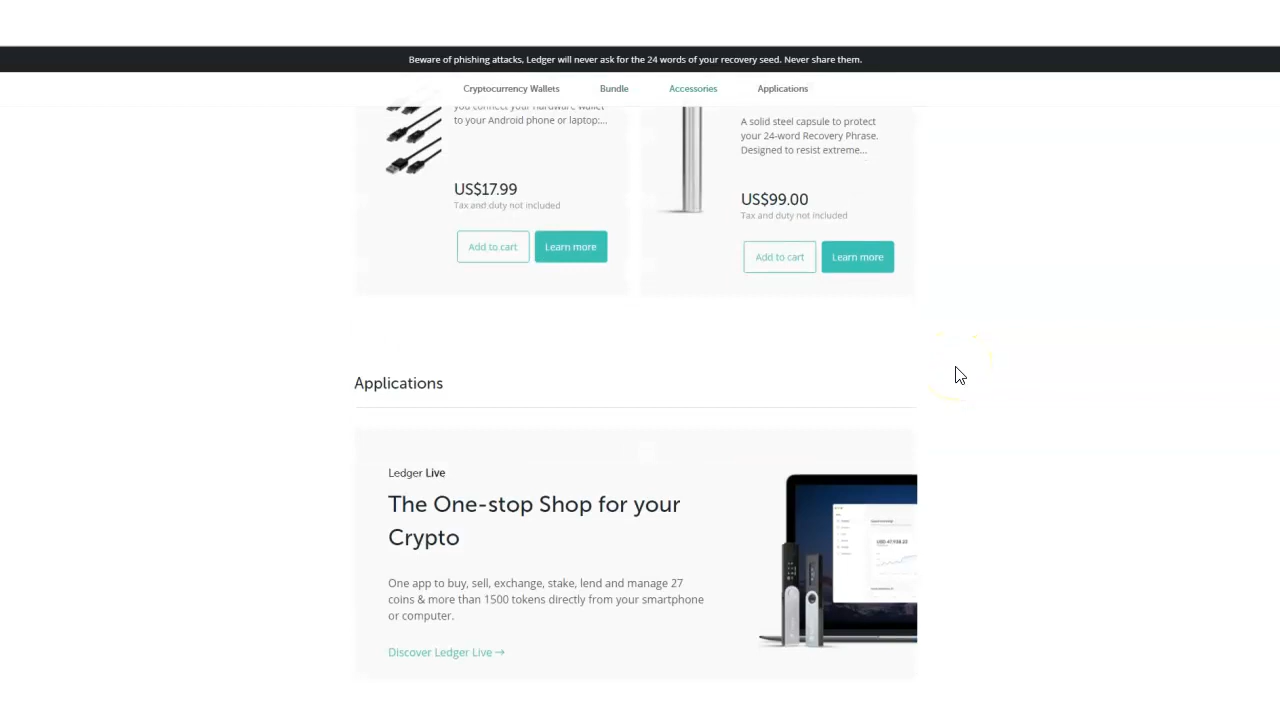 Beware of phishing attacks, Ledger will never ask for the 24 words of your recovery seed. Never share them.
Cryptocurrency Wallets Bundle Accessories Applications
you connect your hardware wallet
to your Android phone or laptop:...
US$17.99
Tax and duty not included
Add to cart Learn more
A solid steel capsule to protect
your 24-word Recovery Phrase.
Designed to resist extreme...
US$99.00
Tax and duty not included
Add to cart Learn more
Applications
Ledger Live
The One-stop Shop for your
Crypto
One app to buy, sell, exchange, stake, lend and manage 27
coins & more than 1500 tokens directly from your smartphone
or computer.
Discover Ledger Live →